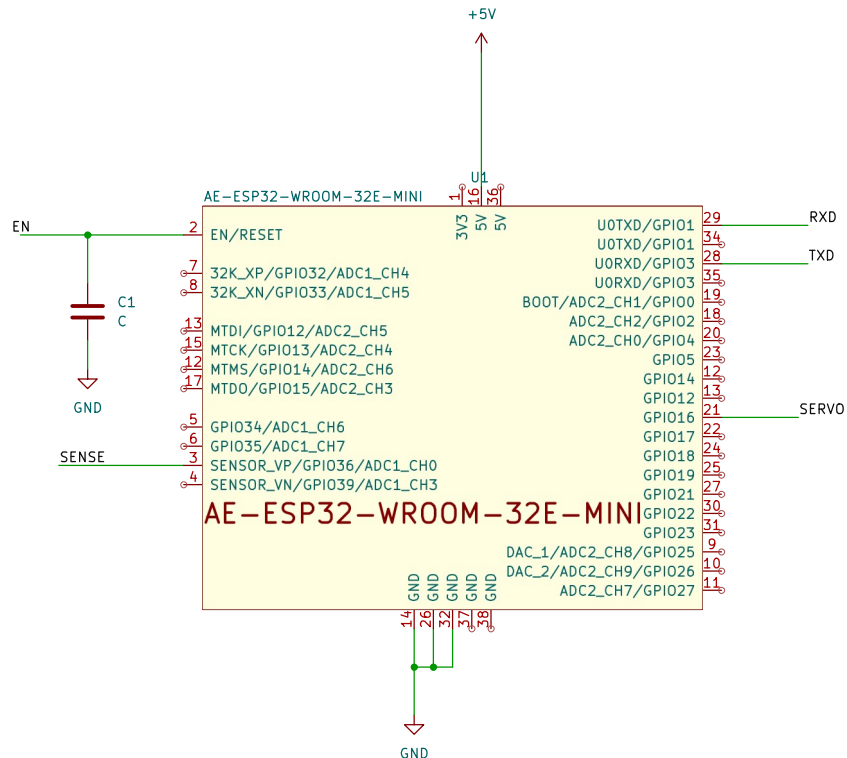 +5V
U1
AE-ESP32-WROOM-32E-MINI
1
16
36
3V3
5V
5V
EN
2
EN/RESET
7
32K_XP/GPIO32/ADC1_CH4
8
32K_XN/GPIO33/ADC1_CH5
13
MTDI/GPIO12/ADC2_CH5
15
MTCK/GPIO13/ADC2_CH4
12
MTMS/GPIO14/ADC2_CH6
17
MTDO/GPIO15/ADC2_CH3
5
GPIO34/ADC1_CH6
6
GPIO35/ADC1_CH7
SENSE
3
SENSOR_VP/GPIO36/ADC1_CH0
4
SENSOR_VN/GPIO39/ADC1_CH3
C1
C
GND
U0TXD/GPIO1
29
RXD
U0TXD/GPIO1
34
U0RXD/GPIO3
28
TXD
U0RXD/GPIO3
35
BOOT/ADC2_CH1/GPIO0
19
ADC2_CH2/GPIO2
18
ADC2_CH0/GPIO4
20
GPIO5
23
GPIO14
12
GPIO12
13
GPIO16
21
SERVO
GPIO17
22
GPIO18
24
GPIO19
25
GPIO21
27
GPIO22
30
GPIO23
31
DAC_1/ADC2_CH8/GPIO25
9
DAC_2/ADC2_CH9/GPIO26
10
ADC2_CH7/GPIO27
11
AE-ESP32-WROOM-32E-MINI
GND
GND
GND
GND
GND
14
26
32
37
38
GND